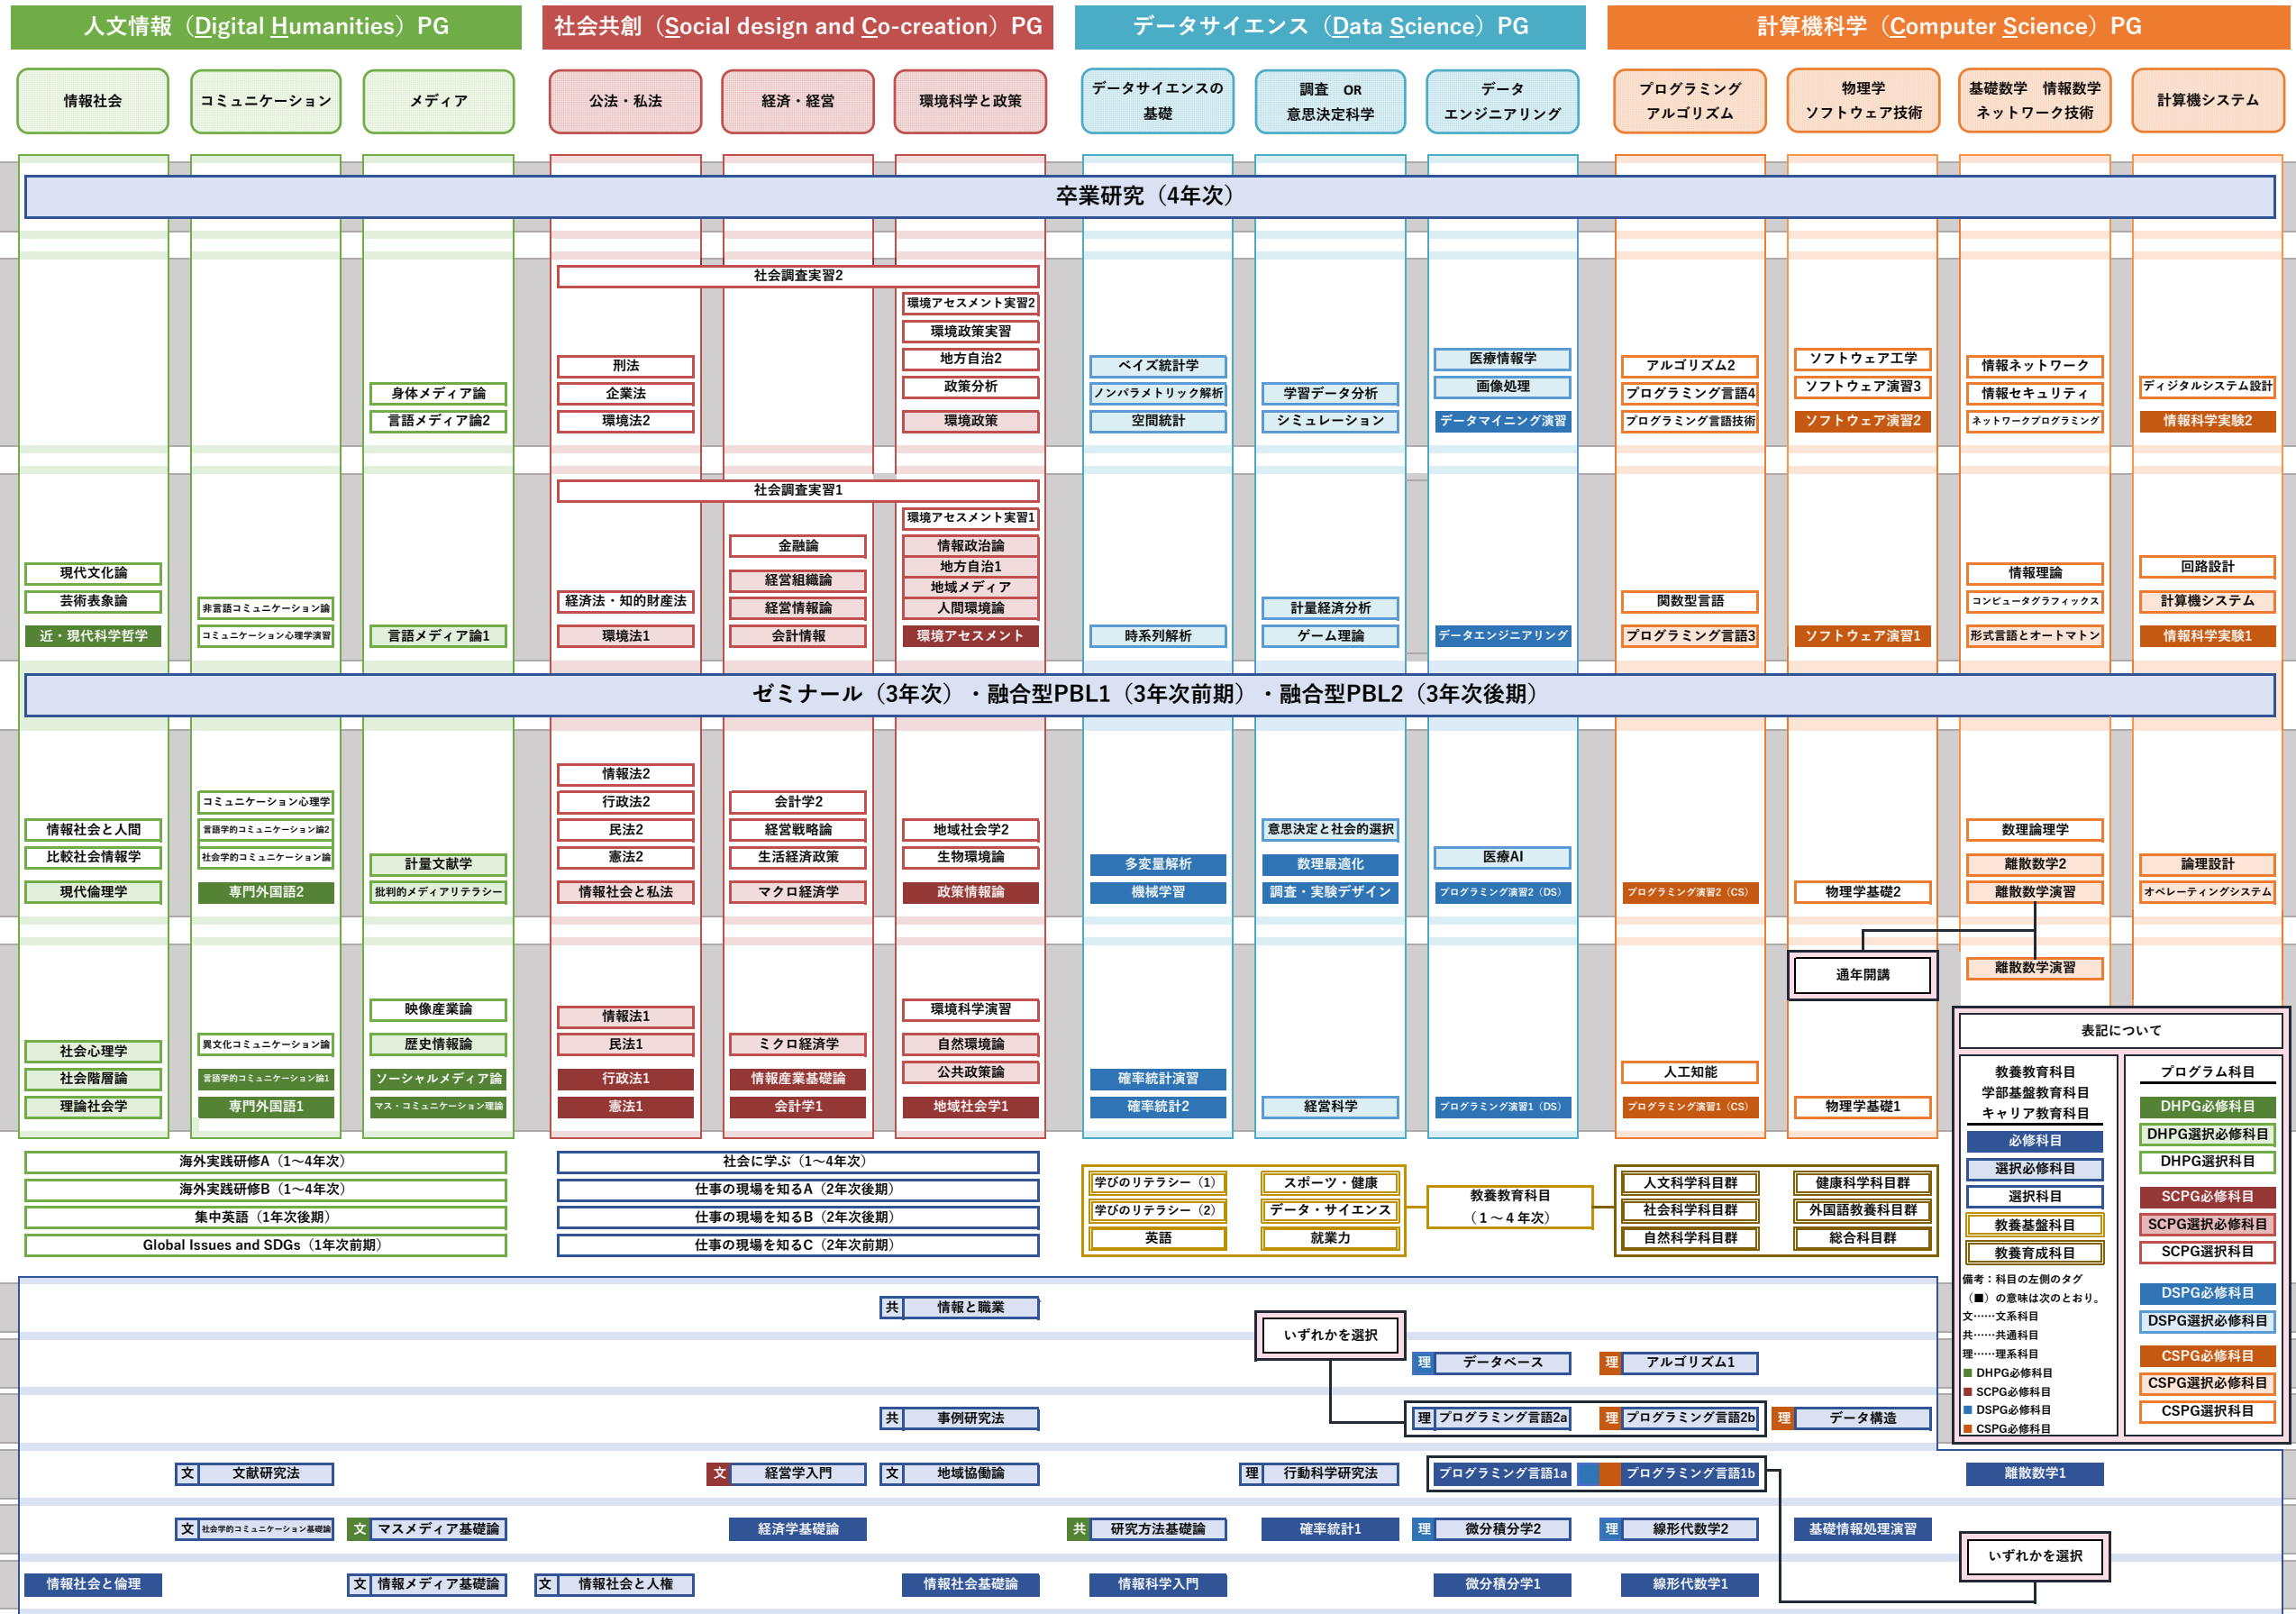 人文情報（Digital Humanities）PG
社会共創（Social design and Co-creation）PG
データサイエンス（Data Science）PG
計算機科学（Computer Science）PG
情報社会
コミュニケーション
メディア
公法・私法
経済・経営
環境科学と政策
データサイエンスの
基礎
調査　OR
意思決定科学
データ
エンジニアリング
プログラミング
アルゴリズム
物理学
ソフトウェア技術
基礎数学　情報数学
ネットワーク技術
計算機システム
卒業研究（4年次）
社会調査実習2
環境アセスメント実習2
環境政策実習
刑法
地方自治2
ベイズ統計学
医療情報学
アルゴリズム2
ソフトウェア工学
情報ネットワーク
身体メディア論
企業法
政策分析
ノンパラメトリック解析
学習データ分析
画像処理
プログラミング言語4
ソフトウェア演習3
情報セキュリティ
ディジタルシステム設計
言語メディア論2
環境法2
環境政策
空間統計
シミュレーション
データマイニング演習
プログラミング言語技術
ソフトウェア演習2
ネットワークプログラミング
情報科学実験2
社会調査実習1
環境アセスメント実習1
金融論
情報政治論
現代文化論
経営組織論
地方自治1
地域メディア
情報理論
回路設計
芸術表象論
非言語コミュニケーション論
経済法・知的財産法
経営情報論
人間環境論
計量経済分析
関数型言語
コンピュータグラフィックス
計算機システム
近・現代科学哲学
コミュニケーション心理学演習
言語メディア論1
環境法1
会計情報
環境アセスメント
時系列解析
ゲーム理論
データエンジニアリング
プログラミング言語3
ソフトウェア演習1
形式言語とオートマトン
情報科学実験1
ゼミナール（3年次）・融合型PBL1（3年次前期）・融合型PBL2（3年次後期）
情報法2
コミュニケーション心理学
行政法2
会計学2
情報社会と人間
言語学的コミュニケーション論2
民法2
経営戦略論
地域社会学2
意思決定と社会的選択
数理論理学
比較社会情報学
社会学的コミュニケーション論
計量文献学
憲法2
生活経済政策
生物環境論
多変量解析
数理最適化
医療AI
離散数学2
論理設計
現代倫理学
専門外国語2
批判的メディアリテラシー
情報社会と私法
マクロ経済学
政策情報論
機械学習
調査・実験デザイン
プログラミング演習2（DS）
プログラミング演習2（CS）
物理学基礎2
離散数学演習
オペレーティングシステム
通年開講
離散数学演習
映像産業論
情報法1
環境科学演習
社会心理学
異文化コミュニケーション論
歴史情報論
民法1
ミクロ経済学
自然環境論
社会階層論
言語学的コミュニケーション論1
ソーシャルメディア論
行政法1
情報産業基礎論
公共政策論
確率統計演習
人工知能
理論社会学
専門外国語1
マス・コミュニケーション理論
憲法1
会計学1
地域社会学1
確率統計2
経営科学
プログラミング演習1（DS）
プログラミング演習1（CS）
物理学基礎1
海外実践研修A（1～4年次）
海外実践研修B（1～4年次）
集中英語（1年次後期）
Global Issues and SDGs（1年次前期）
社会に学ぶ（1～4年次）
仕事の現場を知るA（2年次後期）
仕事の現場を知るB（2年次後期）
仕事の現場を知るC（2年次前期）
学びのリテラシー（1）
スポーツ・健康
学びのリテラシー（2）
データ・サイエンス
英語
就業力
教養教育科目
（１～４年次）
人文科学科目群
健康科学科目群
社会科学科目群
外国語教養科目群
自然科学科目群
総合科目群
表記について
教養教育科目
学部基盤教育科目
キャリア教育科目
必修科目
選択必修科目
選択科目
教養基盤科目
教養育成科目
備考：科目の左側のタグ
（■）の意味は次のとおり。
文……文系科目
共……共通科目
理……理系科目
■ DHPG必修科目
■ SCPG必修科目
■ DSPG必修科目
■ CSPG必修科目
プログラム科目
DHPG必修科目
DHPG選択必修科目
DHPG選択科目
SCPG必修科目
SCPG選択必修科目
SCPG選択科目
DSPG必修科目
DSPG選択必修科目
CSPG必修科目
CSPG選択必修科目
CSPG選択科目
共 情報と職業
いずれかを選択
理 データベース
理 アルゴリズム1
共 事例研究法
理 プログラミング言語2a
理 プログラミング言語2b
理 データ構造
文 文献研究法
文 経営学入門
文 地域協働論
理 行動科学研究法
プログラミング言語1a
プログラミング言語1b
離散数学1
文 社会学的コミュニケーション基礎論
文 マスメディア基礎論
経済学基礎論
共 研究方法基礎論
確率統計1
理 微分積分学2
理 線形代数学2
基礎情報処理演習
いずれかを選択
情報社会と倫理
文 情報メディア基礎論
文 情報社会と人権
情報社会基礎論
情報科学入門
微分積分学1
線形代数学1